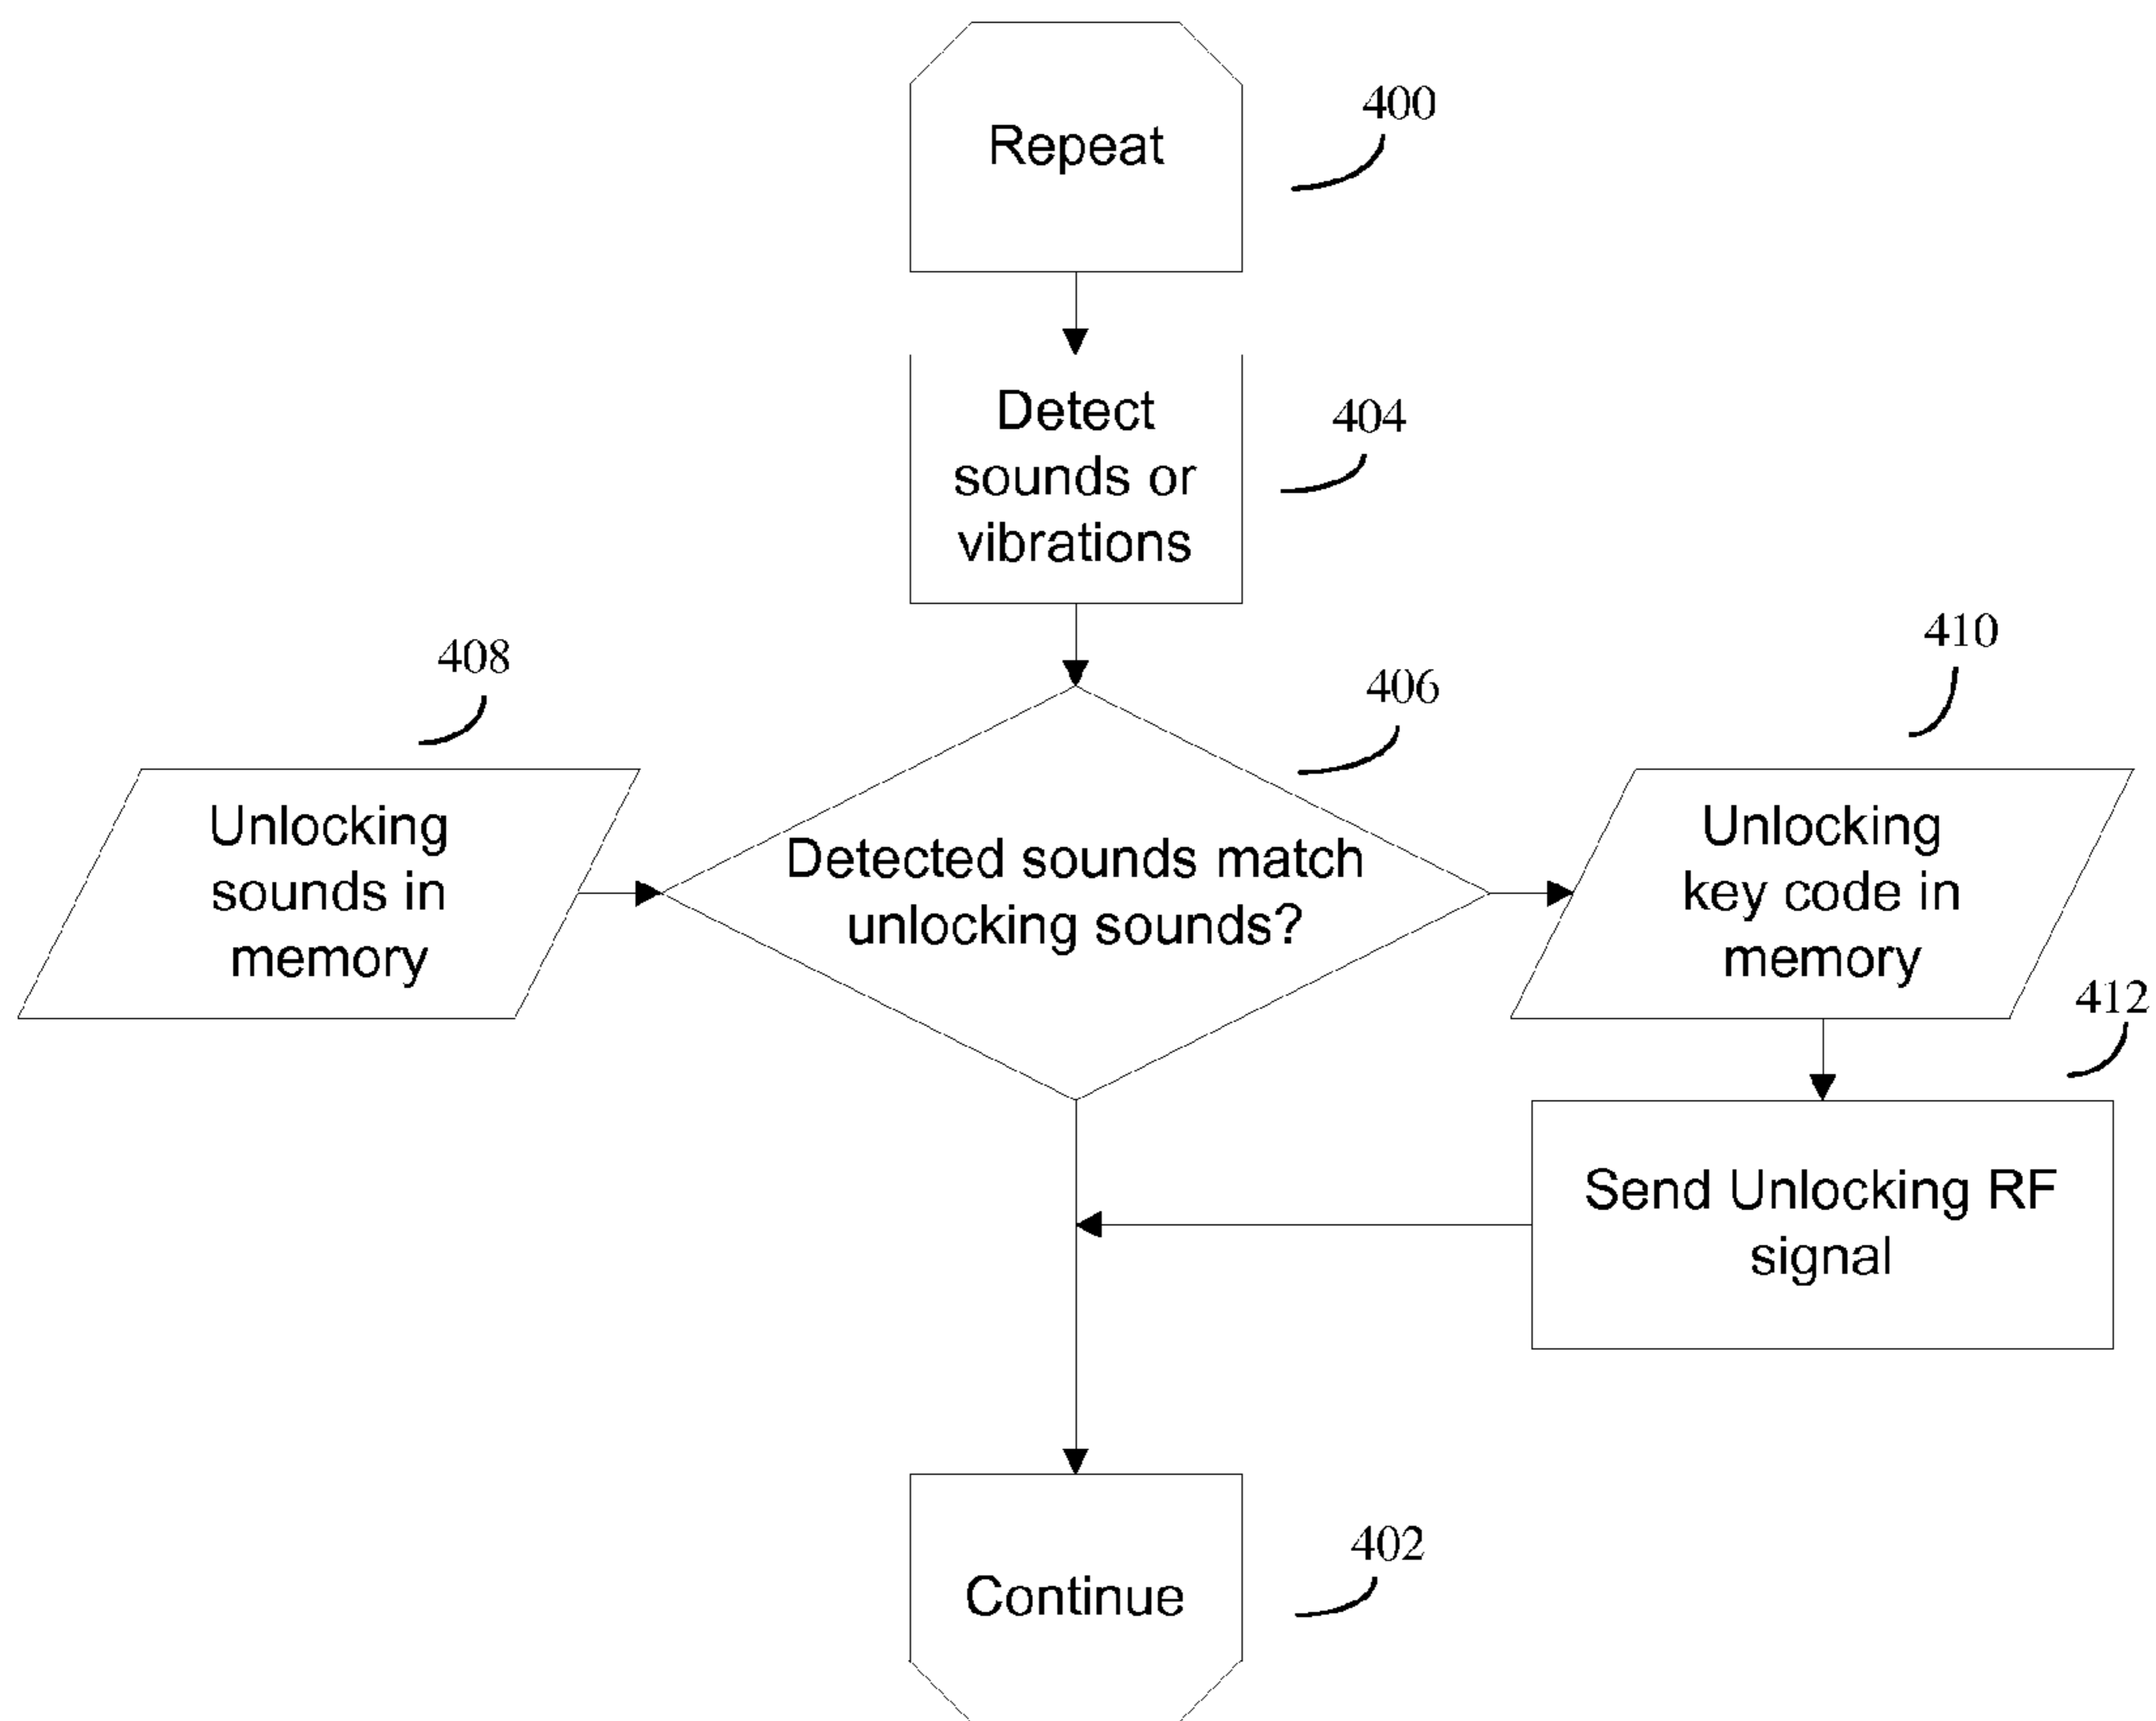 Repeat
400
Detect
sounds or
vibrations
404
408
406
410
Unlocking
sounds in
memory
Detected sounds match
unlocking sounds?
Unlocking
key code in
memory
412
Send Unlocking RF
signal
Continue
402